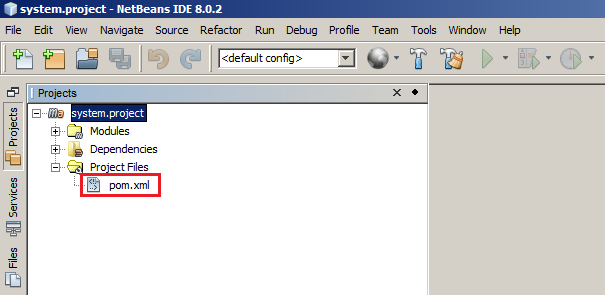 system.project - NetBeans IDE 8.0.2
File Edit View Navigate Source Refactor Run Debug Profile Team Tools Window Help
<default config>
Projects
system.project
Modules
Dependencies
Project Files
pom.xml
Projects
Services
Files